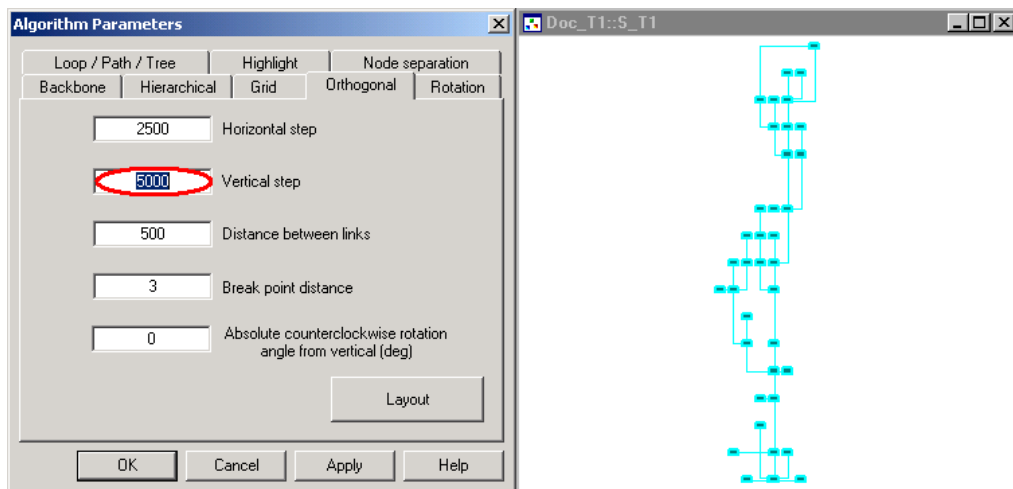 Algorithm Parameters
Loop / Path / Tree
Highlight
Node separation
Backbone
Hierarchical
Grid
Orthogonal
Rotation
2500
Horizontal step
5000
Vertical step
500
Distance between links
3
Break point distance
0
Absolute counterclockwise rotation
angle from vertical (deg)
Layout
OK
Cancel
Apply
Help
Doc_T1::S_T1